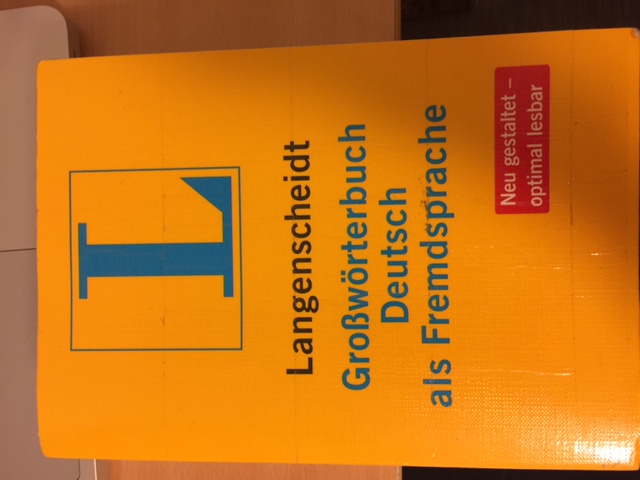 L
Langenscheidt
Großwörterbuch
Deutsch
als Fremdsprache
Neu gestaltet –
optimal lesbar